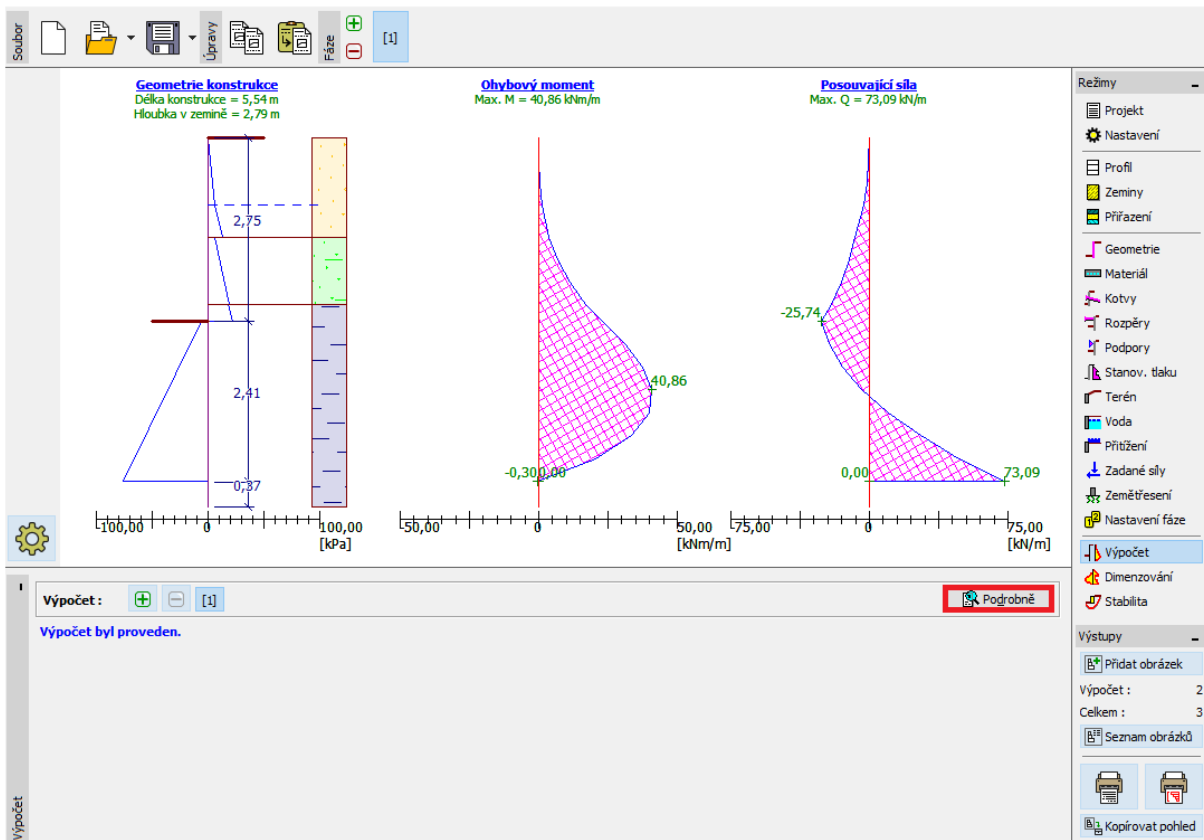 Soubor
Úpravy
Fáze
[1]
Geometrie konstrukce
Délka konstrukce = 5,54 m
Hloubka v zemině = 2,79 m
2,75
2,41
0,37
-100,00 0 100,00
[kPa]
Ohybový moment
Max. M = 40,86 kNm/m
40,86
-0,300,00
-50,00 0 50,00
[kNm/m]
Posouvající síla
Max. Q = 73,09 kN/m
-25,74
0,00 73,09
-75,00 0 75,00
[kN/m]
Režimy
Projekt
Nastavení
Profil
Zeminy
Přiřazení
Geometrie
Materiál
Kotvy
Rozpěry
Podpory
Stanov. tlaku
Terén
Voda
Přitížení
Zadané síly
Zemětřesení
Nastavení fáze
Výpočet
Dimenzování
Stabilita
Výstupy
Přidat obrázek
Výpočet : 2
Celkem : 3
Seznam obrázků
Kopírovat pohled
Výpočet : [1] Podrobně
Výpočet byl proveden.
Výpočet